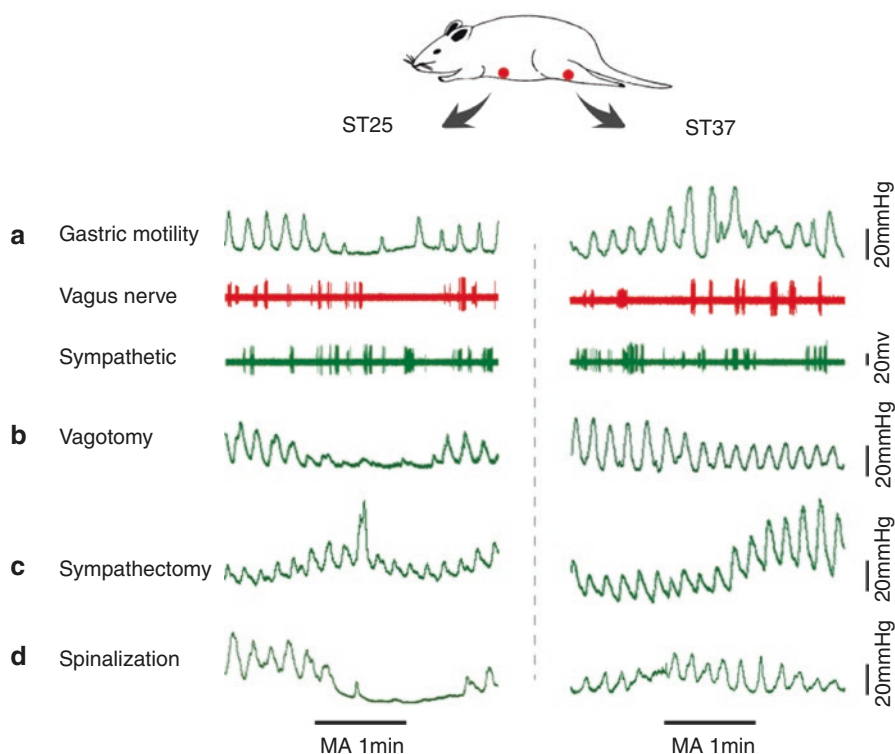 ST25 ST37
a Gastric motility 20mmHg
Vagus nerve
Sympathetic 20mv
b Vagotomy 20mmHg
c Sympathectomy 20mmHg
d Spinalization 20mmHg
MA 1min MA 1min